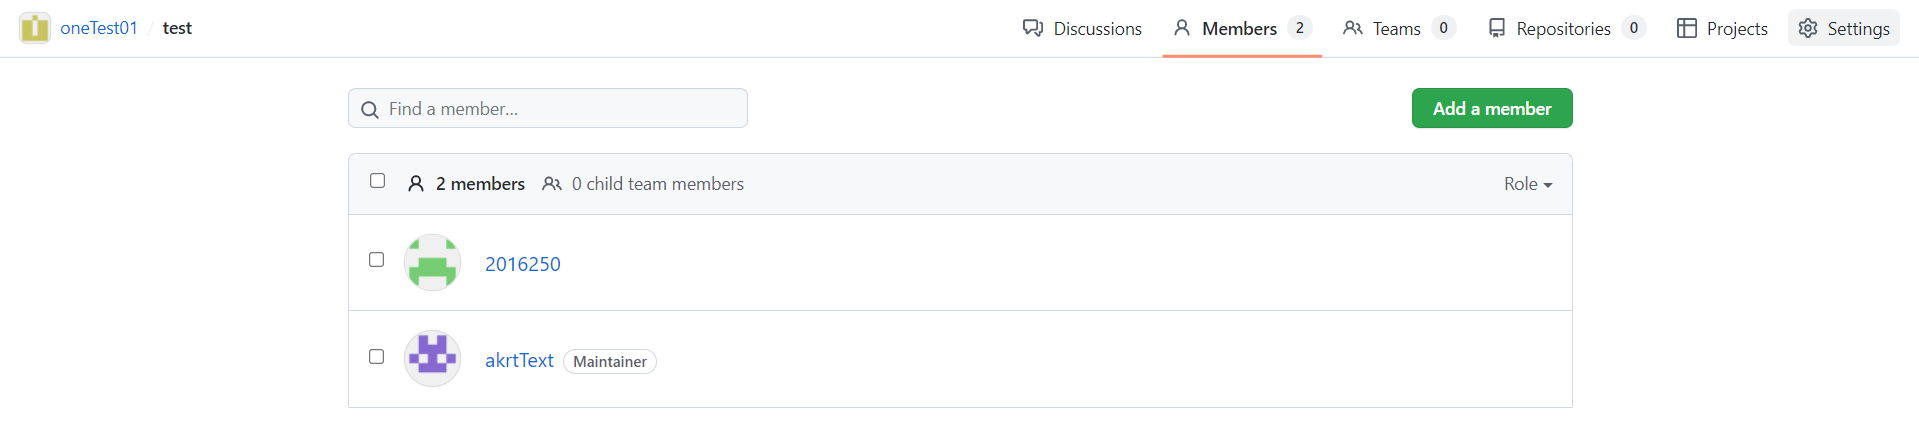 oneTest01 / test Discussions Members 2 Teams 0 Repositories 0 Projects Settings
Find a member... Add a member
2 members 0 child team members Role
2016250
akrtText Maintainer